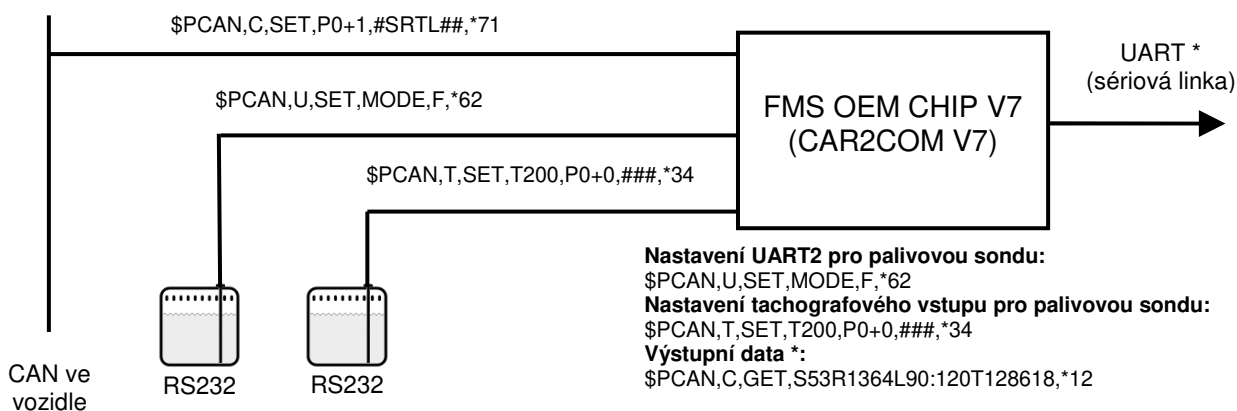 $PCAN,C,SET,P0+1,#SRTL##,*71
$PCAN,U,SET,MODE,F,*62
$PCAN,T,SET,T200,P0+0,###,*34
FMS OEM CHIP V7
(CAR2COM V7)
UART *
(sériová linka)
Nastavení UART2 pro palivovou sondu:
$PCAN,U,SET,MODE,F,*62
Nastavení tachografového vstupu pro palivovou sondu:
$PCAN,T,SET,T200,P0+0,###,*34
Výstupní data *:
$PCAN,C,GET,S53R1364L90:120T128618,*12
CAN ve
vozidle
RS232
RS232